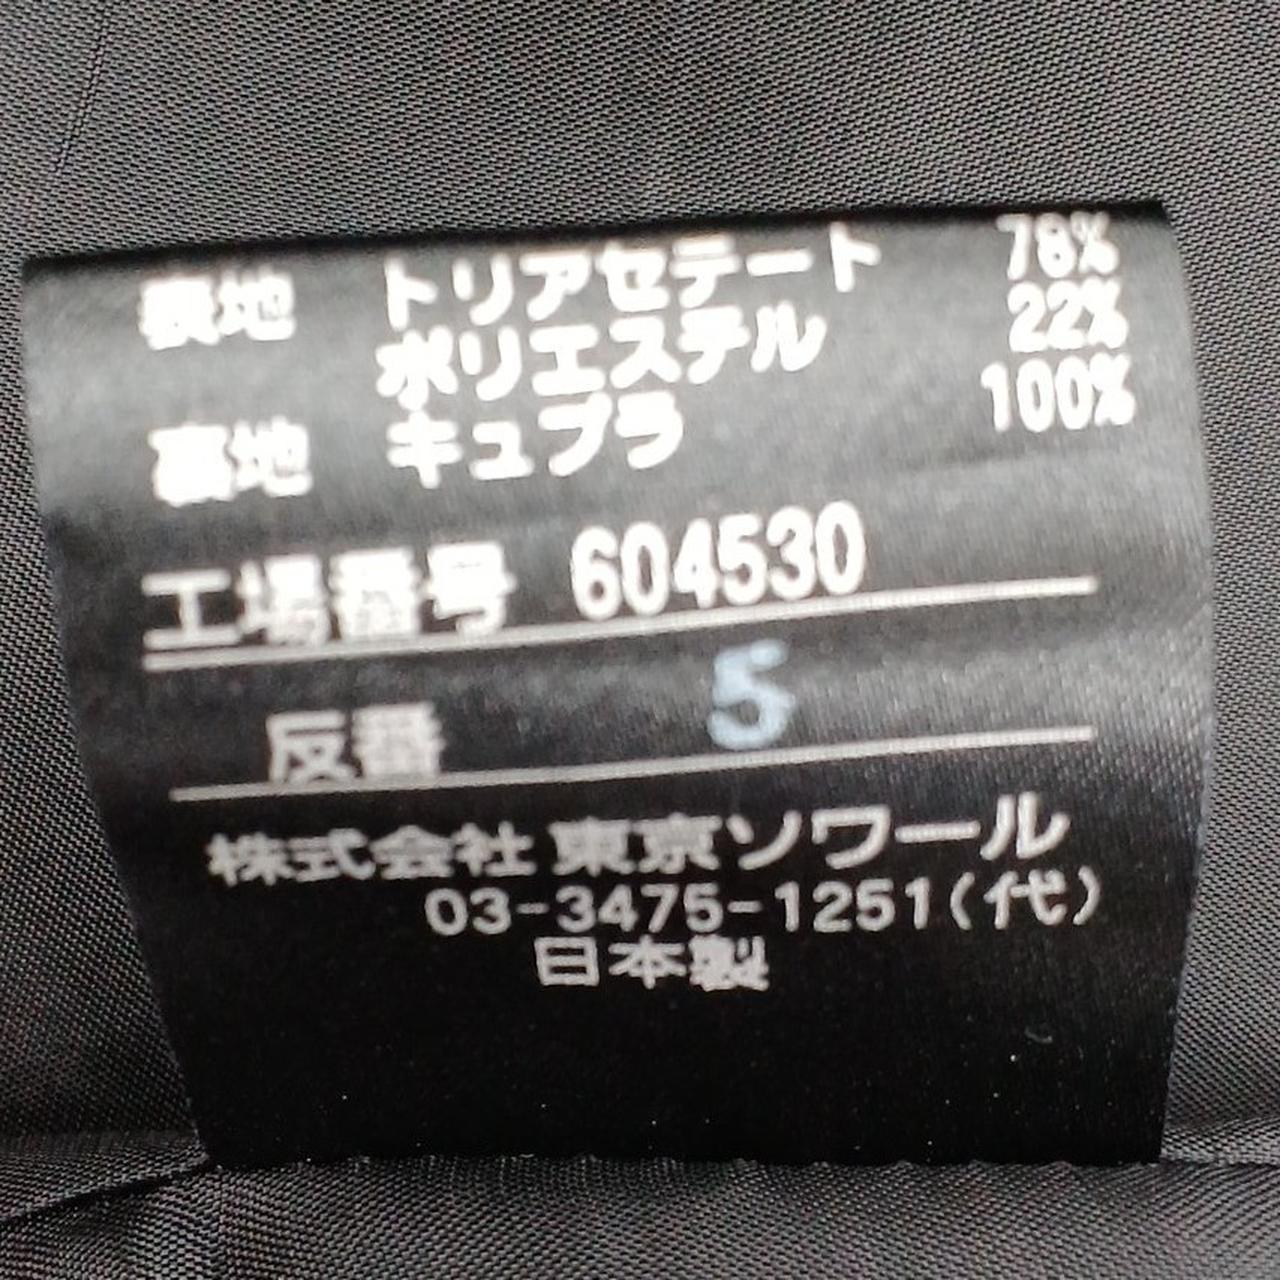 表地 トリアセテート 78%
ポリエステル 22%
裏地 キュプラ 100%
工場番号 604530
反番 5
株式会社 東京ソワール
03-3475-1251(代)
日本製